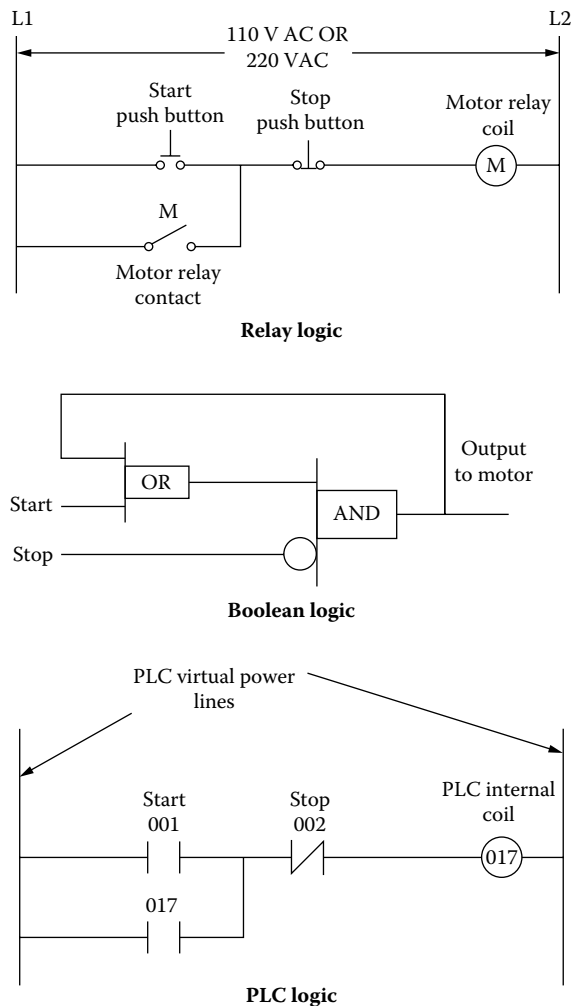 L1
L2
110 V AC OR
220 VAC
Start
push button
Stop
push button
Motor relay
coil
M
M
Motor relay
contact
Relay logic
OR
Start
Stop
AND
Output
to motor
Boolean logic
PLC virtual power
lines
Start
001
Stop
002
PLC internal
coil
017
017
PLC logic